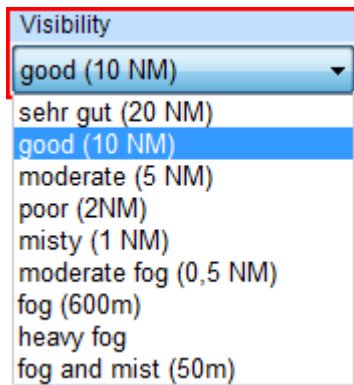 Visibility
good (10 NM)
sehr gut (20 NM)
good (10 NM)
moderate (5 NM)
poor (2NM)
misty (1 NM)
moderate fog (0,5 NM)
fog (600m)
heavy fog
fog and mist (50m)